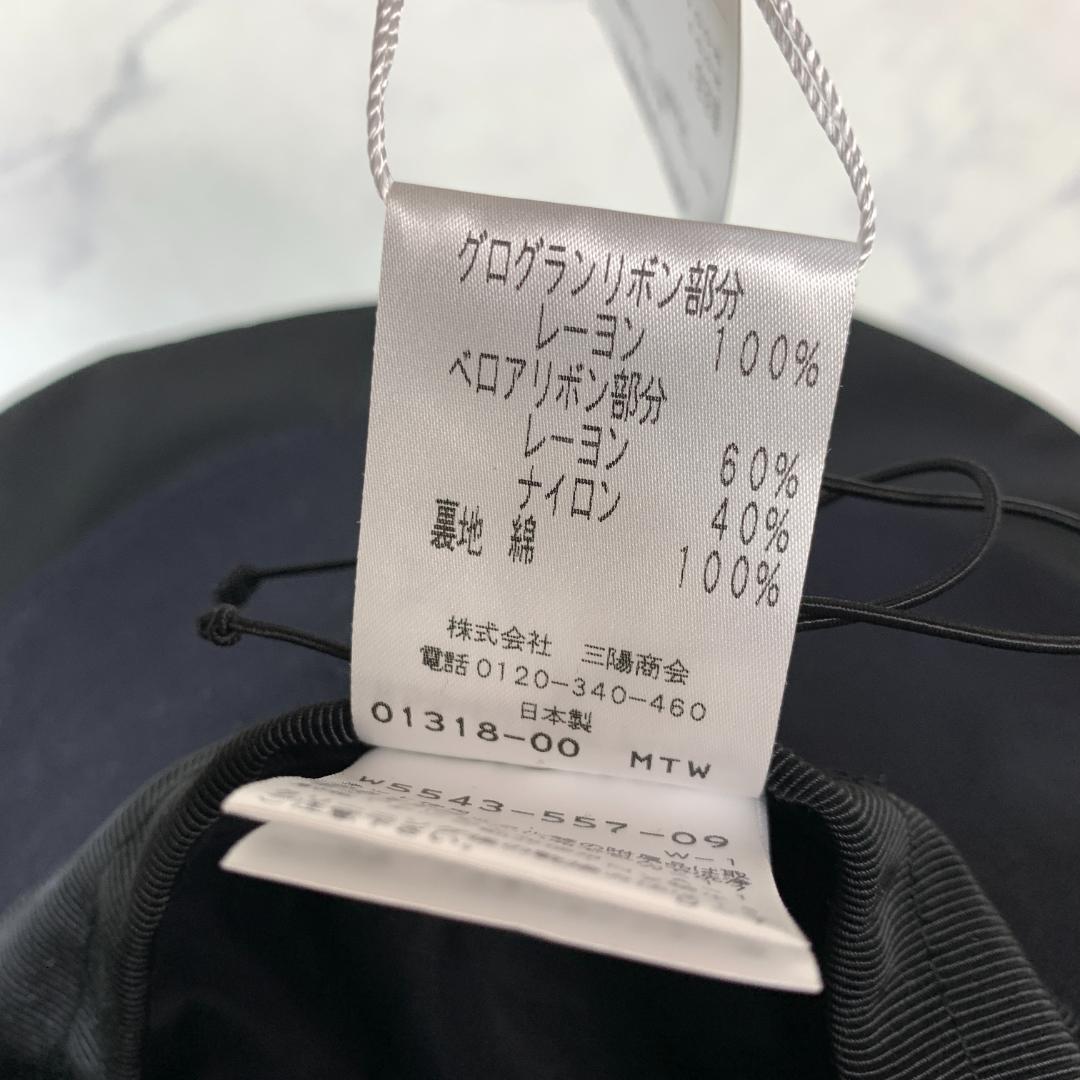 グログランリボン部分
レーヨン 100%
ベロアリボン部分
レーヨン 60%
ナイロン 40%
裏地 綿 100%
株式会社 三陽商会
電話0120-340-460
日本製
01318-00 MTW
W5543-557-09
W-1